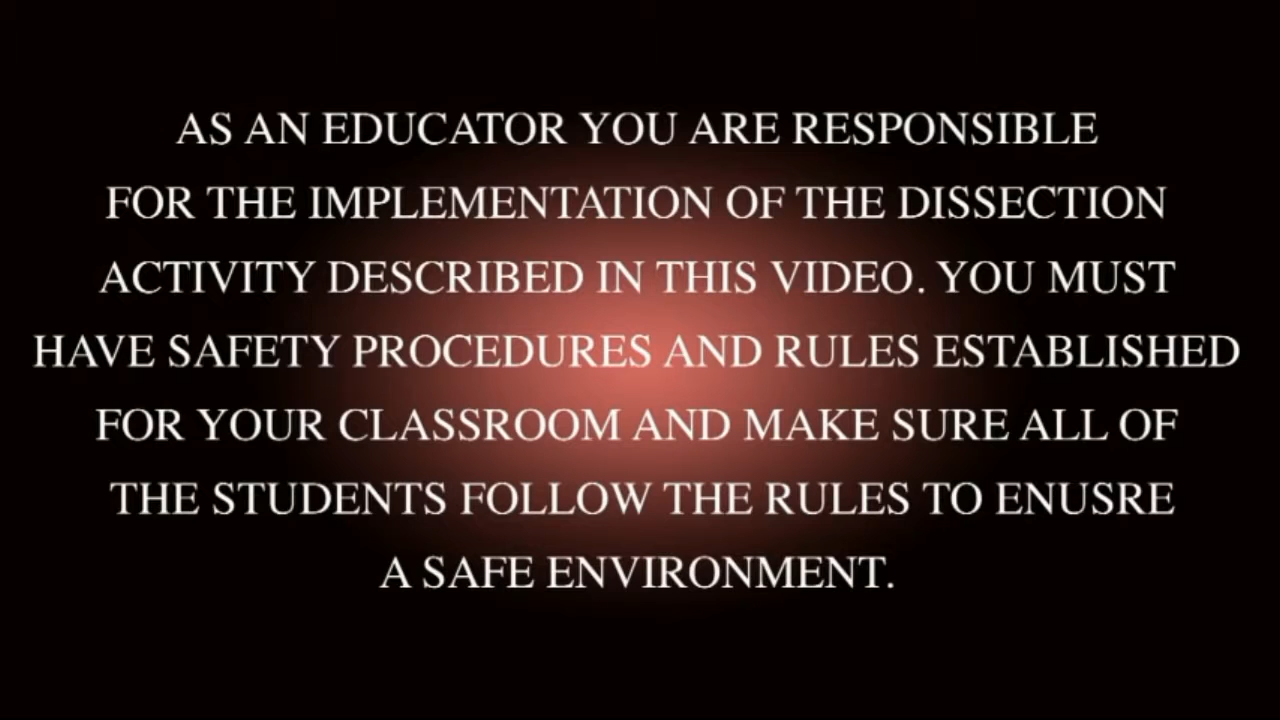 AS AN EDUCATOR YOU ARE RESPONSIBLE
FOR THE IMPLEMENTATION OF THE DISSECTION
ACTIVITY DESCRIBED IN THIS VIDEO. YOU MUST
HAVE SAFETY PROCEDURES AND RULES ESTABLISHED
FOR YOUR CLASSROOM AND MAKE SURE ALL OF
THE STUDENTS FOLLOW THE RULES TO ENUSRE
A SAFE ENVIRONMENT.